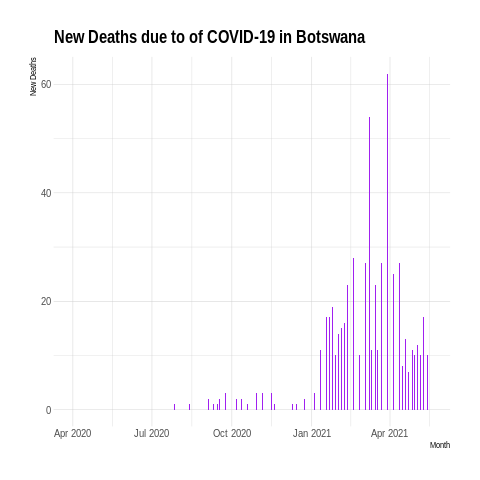 New Deaths due to of COVID-19 in Botswana
New Deaths
60
40
20
0
Apr 2020 Jul 2020 Oct 2020 Jan 2021 Apr 2021
Month